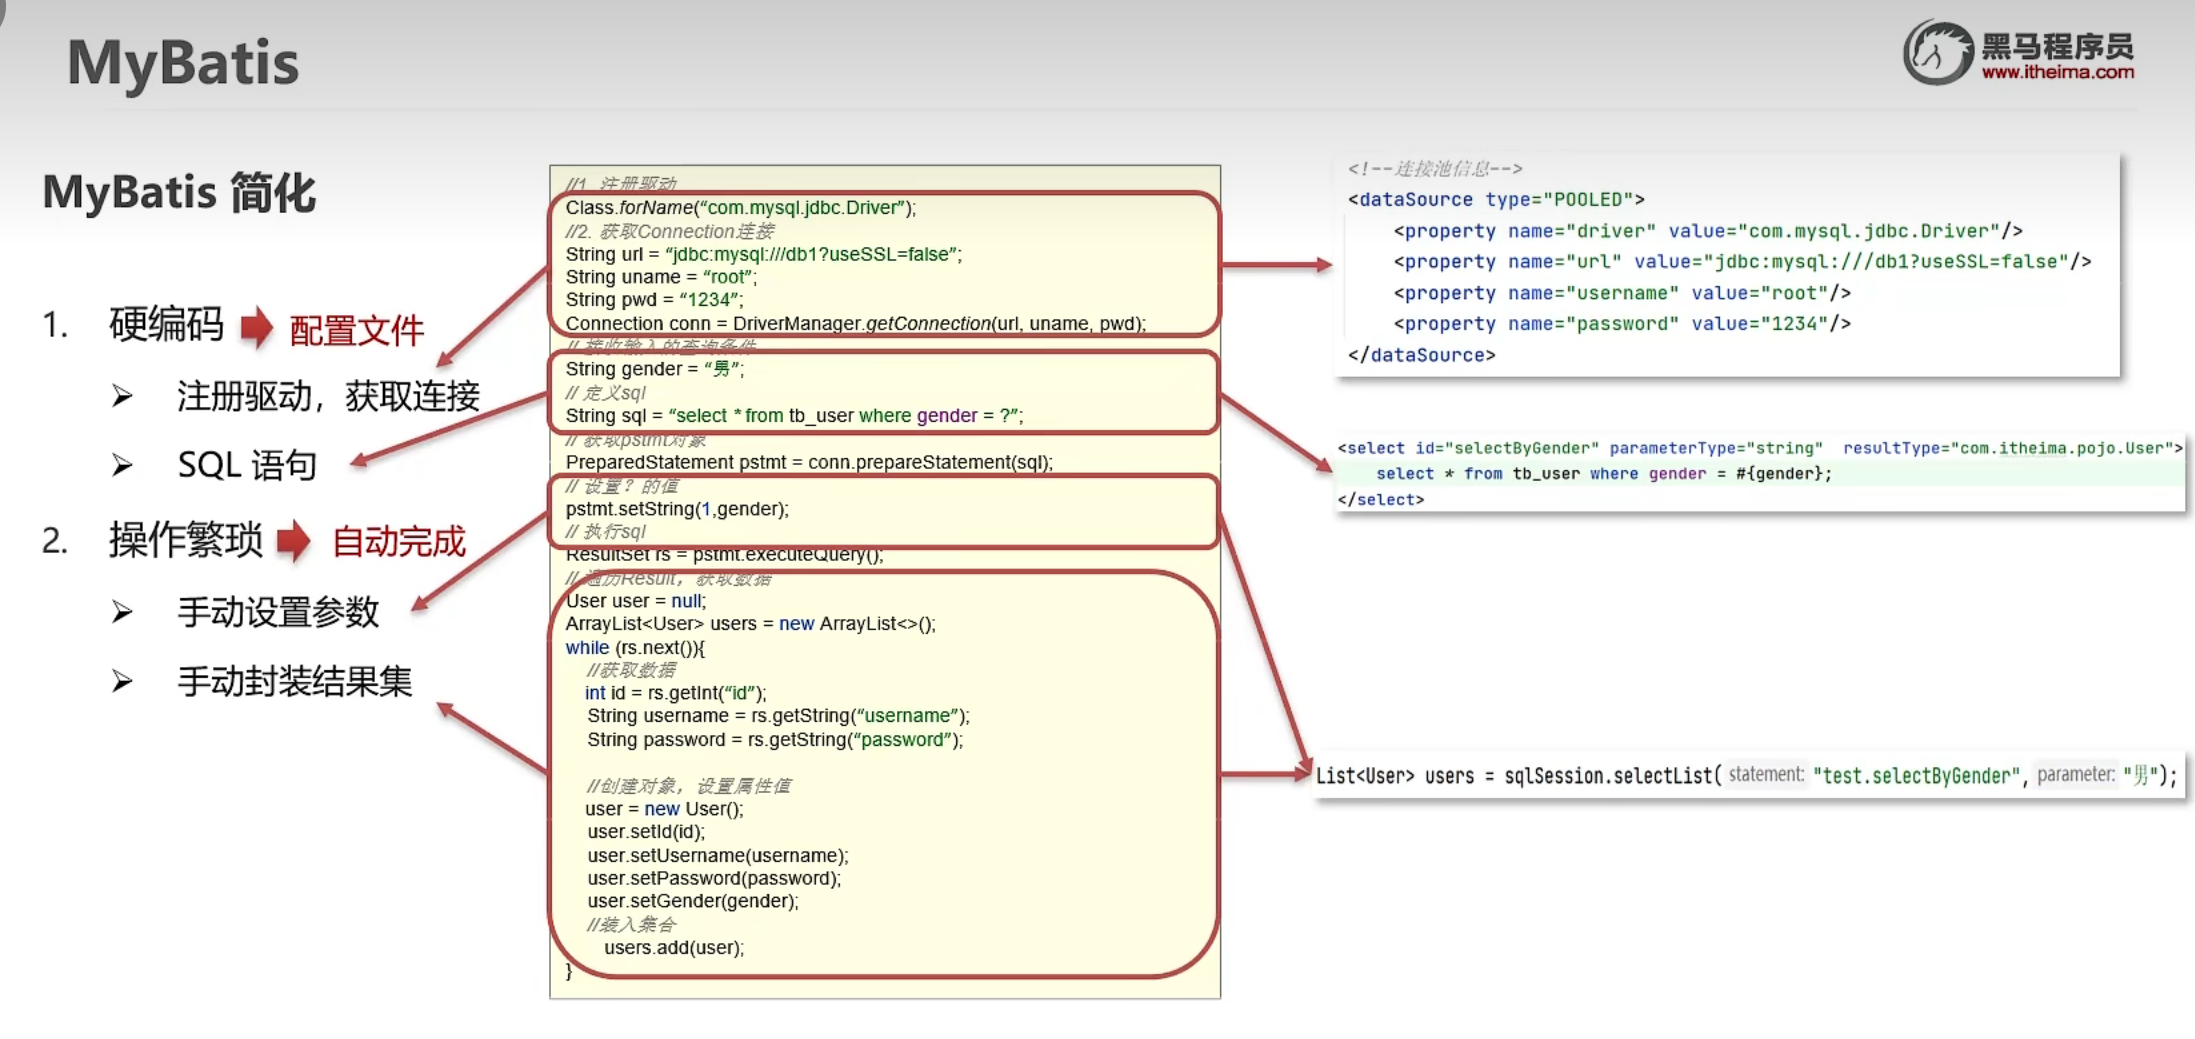 MyBatis
黑马程序员
www.itheima.com
MyBatis 简化
1. 硬编码 配置文件
➢ 注册驱动，获取连接
➢ SQL 语句
2. 操作繁琐 自动完成
➢ 手动设置参数
➢ 手动封装结果集
//1. 注册驱动
Class.forName(“com.mysql.jdbc.Driver”);
//2. 获取Connection连接
String url = “jdbc:mysql:///db1?useSSL=false”;
String uname = “root”;
String pwd = “1234”;
Connection conn = DriverManager.getConnection(url, uname, pwd);
// 接收输入的查询条件
String gender = “男”;
// 定义sql
String sql = “select * from tb_user where gender = ?”;
// 获取pstmt对象
PreparedStatement pstmt = conn.prepareStatement(sql);
// 设置？的值
pstmt.setString(1,gender);
// 执行sql
ResultSet rs = pstmt.executeQuery();
// 遍历Result，获取数据
User user = null;
ArrayList<User> users = new ArrayList<>();
while (rs.next()){
//获取数据
int id = rs.getInt(“id”);
String username = rs.getString(“username”);
String password = rs.getString(“password”);
//创建对象，设置属性值
user = new User();
user.setId(id);
user.setUsername(username);
user.setPassword(password);
user.setGender(gender);
//装入集合
users.add(user);
}
<!--连接池信息-->
<dataSource type="POOLED">
<property name="driver" value="com.mysql.jdbc.Driver"/>
<property name="url" value="jdbc:mysql:///db1?useSSL=false"/>
<property name="username" value="root"/>
<property name="password" value="1234"/>
</dataSource>
<select id="selectByGender" parameterType="string" resultType="com.itheima.pojo.User">
select * from tb_user where gender = #{gender};
</select>
List<User> users = sqlSession.selectList( statement: "test.selectByGender", parameter: "男");